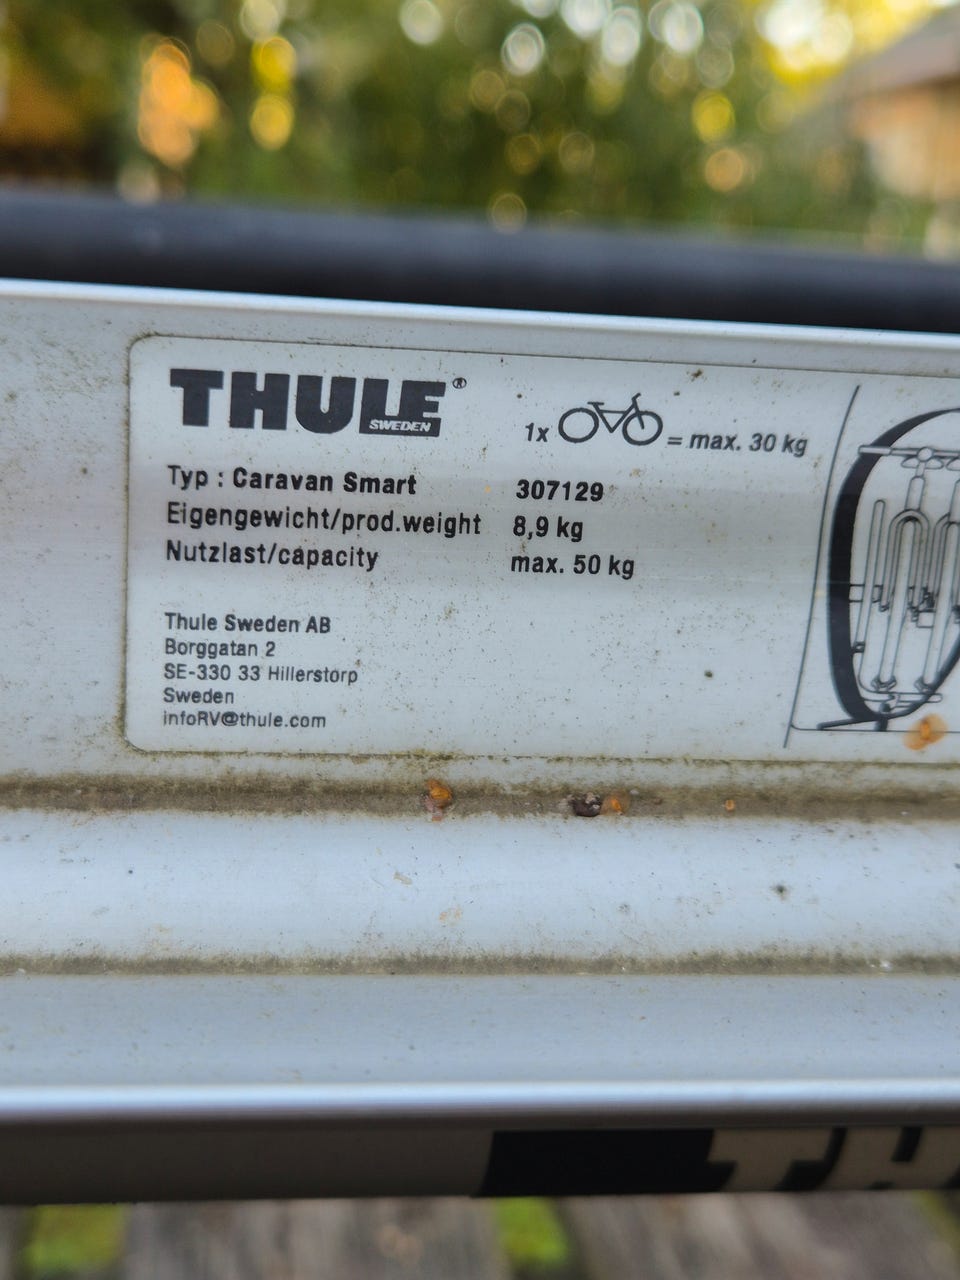 THULE®
SWEDEN
1x = max. 30 kg
Typ : Caravan Smart 307129
Eigengewicht/prod.weight 8,9 kg
Nutzlast/capacity max. 50 kg
Thule Sweden AB
Borggatan 2
SE-330 33 Hillerstorp
Sweden
infoRV@thule.com